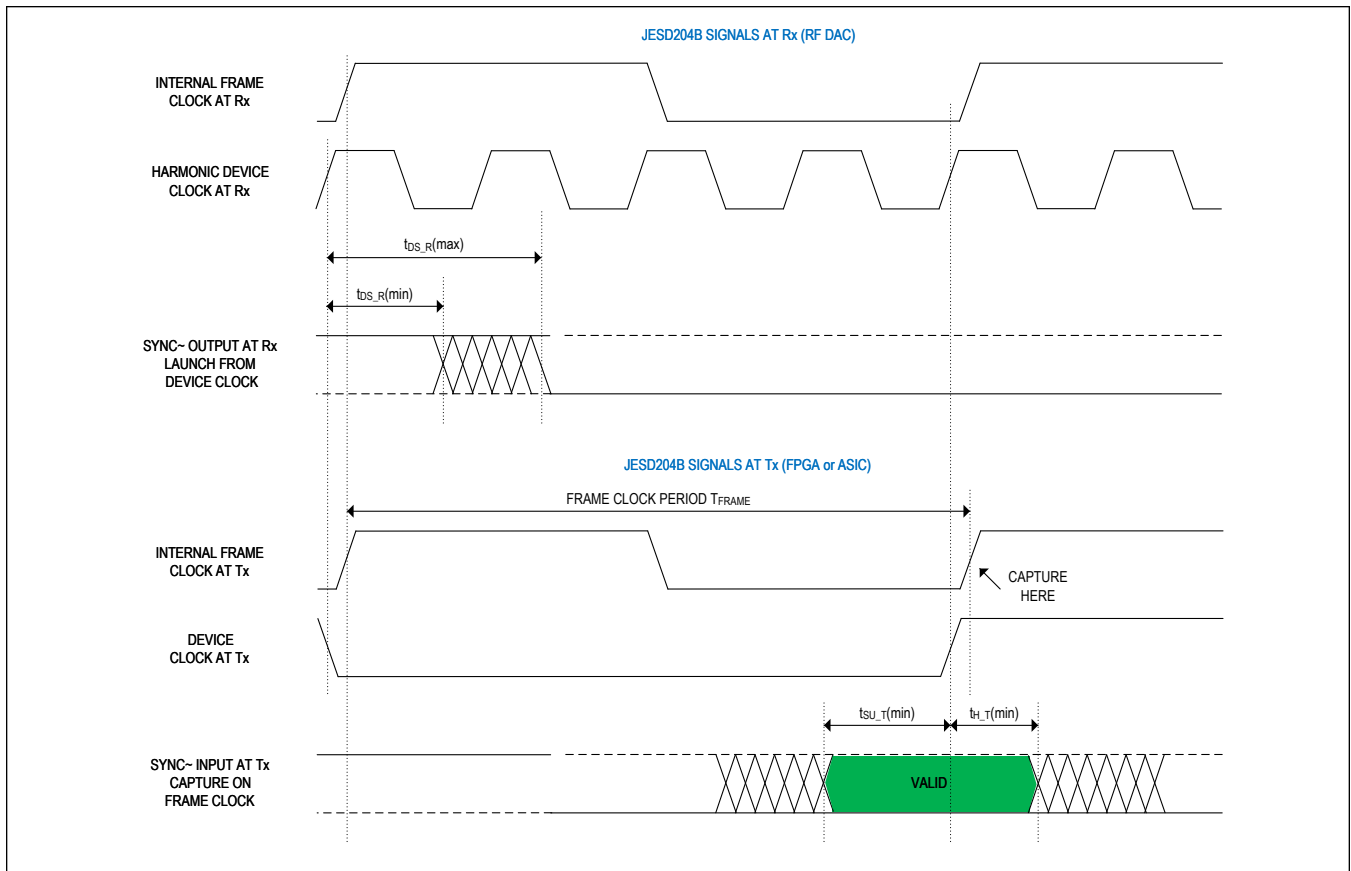 JESD204B SIGNALS AT Rx (RF DAC)
INTERNAL FRAME
CLOCK AT Rx
HARMONIC DEVICE
CLOCK AT Rx
tDS_R(max)
tDS_R(min)
SYNC~ OUTPUT AT Rx
LAUNCH FROM
DEVICE CLOCK
JESD204B SIGNALS AT Tx (FPGA or ASIC)
FRAME CLOCK PERIOD TFRAME
INTERNAL FRAME
CLOCK AT Tx
CAPTURE
HERE
DEVICE
CLOCK AT Tx
tSU_T(min)
tH_T(min)
SYNC~ INPUT AT Tx
CAPTURE ON
FRAME CLOCK
VALID